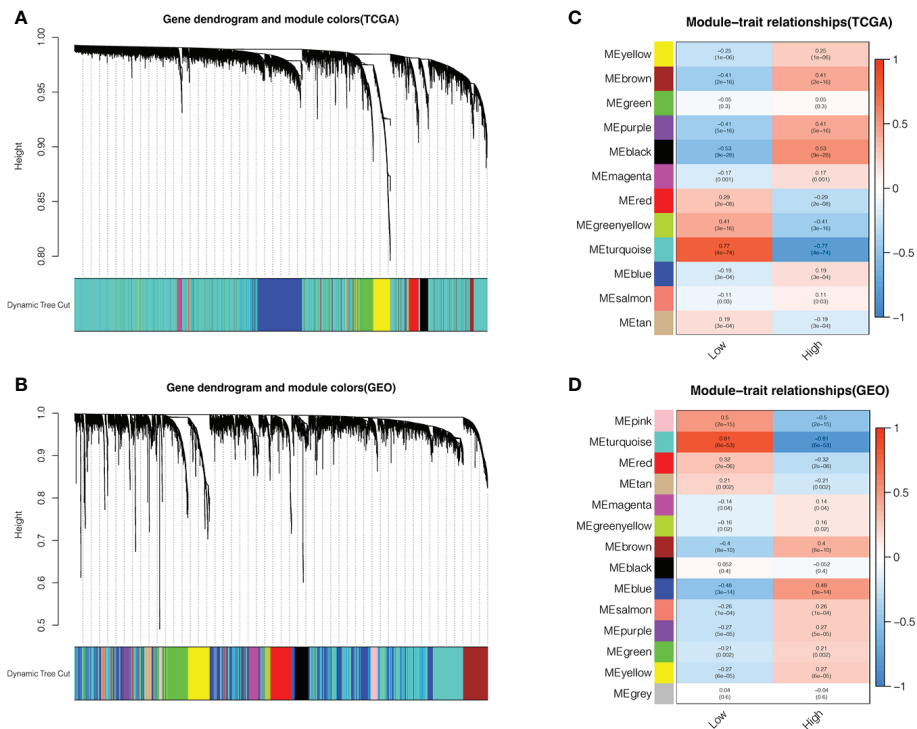 A
Gene dendrogram and module colors(TCGA)
Height
1.00
0.95
0.90
0.85
0.80
Dynamic Tree Cut
B
Gene dendrogram and module colors(GEO)
Height
1.0
0.9
0.8
0.7
0.6
0.5
Dynamic Tree Cut
C
Module−trait relationships(TCGA)
MEyellow −0.25 (1e−06) 0.25 (1e−06)
MEbrown −0.41 (2e−16) 0.41 (2e−16)
MEgreen −0.05 (0.3) 0.05 (0.3)
MEpurple −0.41 (5e−16) 0.41 (5e−16)
MEblack −0.53 (9e−28) 0.53 (9e−28)
MEmagenta −0.17 (0.001) 0.17 (0.001)
MEred 0.29 (2e−08) −0.29 (2e−08)
MEgreenyellow 0.41 (3e−16) −0.41 (3e−16)
MEturquoise 0.77 (4e−74) −0.77 (4e−74)
MEblue −0.19 (3e−04) 0.19 (3e−04)
MEsalmon −0.11 (0.03) 0.11 (0.03)
MEtan 0.19 (3e−04) −0.19 (3e−04)
Low High
1
0.5
0
−0.5
−1
D
Module−trait relationships(GEO)
MEpink 0.5 (2e−15) −0.5 (2e−15)
MEturquoise 0.81 (6e−53) −0.81 (6e−53)
MEred 0.32 (2e−06) −0.32 (2e−06)
MEtan 0.21 (0.002) −0.21 (0.002)
MEmagenta −0.14 (0.04) 0.14 (0.04)
MEgreenyellow −0.16 (0.02) 0.16 (0.02)
MEbrown −0.4 (8e−10) 0.4 (8e−10)
MEblack 0.052 (0.4) −0.052 (0.4)
MEblue (3e−14) (3e−14)
MEsalmon −0.26 (1e−04) 0.26 (1e−04)
MEpurple −0.27 (5e−05) 0.27 (5e−05)
MEgreen −0.21 (0.002) 0.21 (0.002)
MEyellow −0.27 (6e−05) 0.27 (6e−05)
MEgrey 0.04 (0.6) −0.04 (0.6)
Low High
1
0.5
0
−0.5
−1